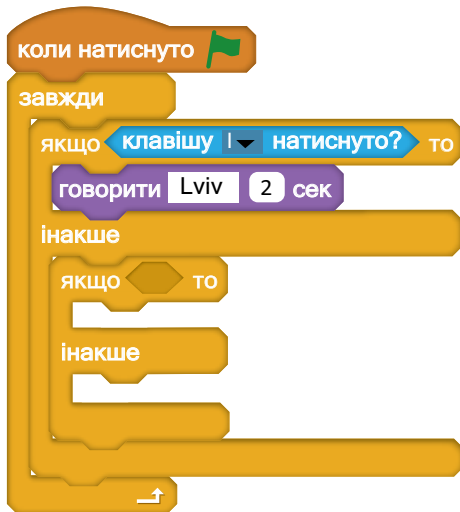 коли натиснуто
завжди
якщо клавішу l натиснуто? то
говорити Lviv 2 сек
інакше
якщо то
інакше